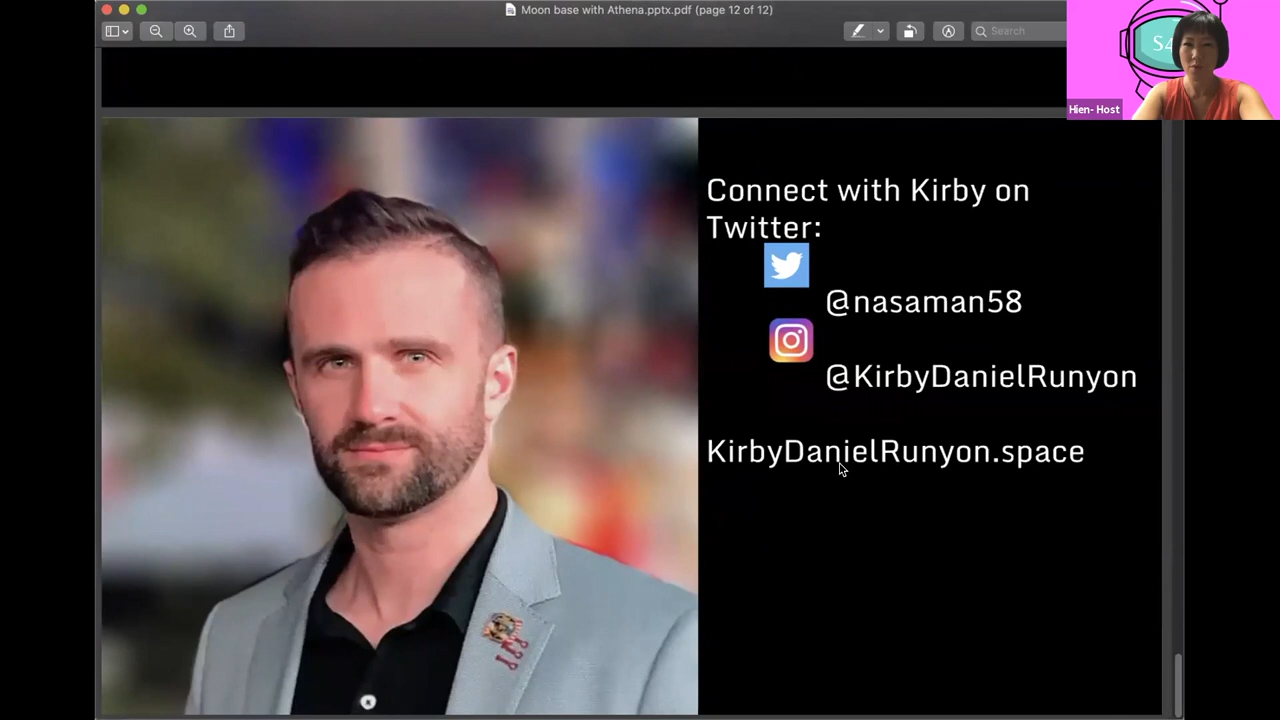 Moon base with Athena.pptx.pdf (page 12 of 12)
Search
S4
Hien- Host
Connect with Kirby on
Twitter:
@nasaman58
@KirbyDanielRunyon
KirbyDanielRunyon.space